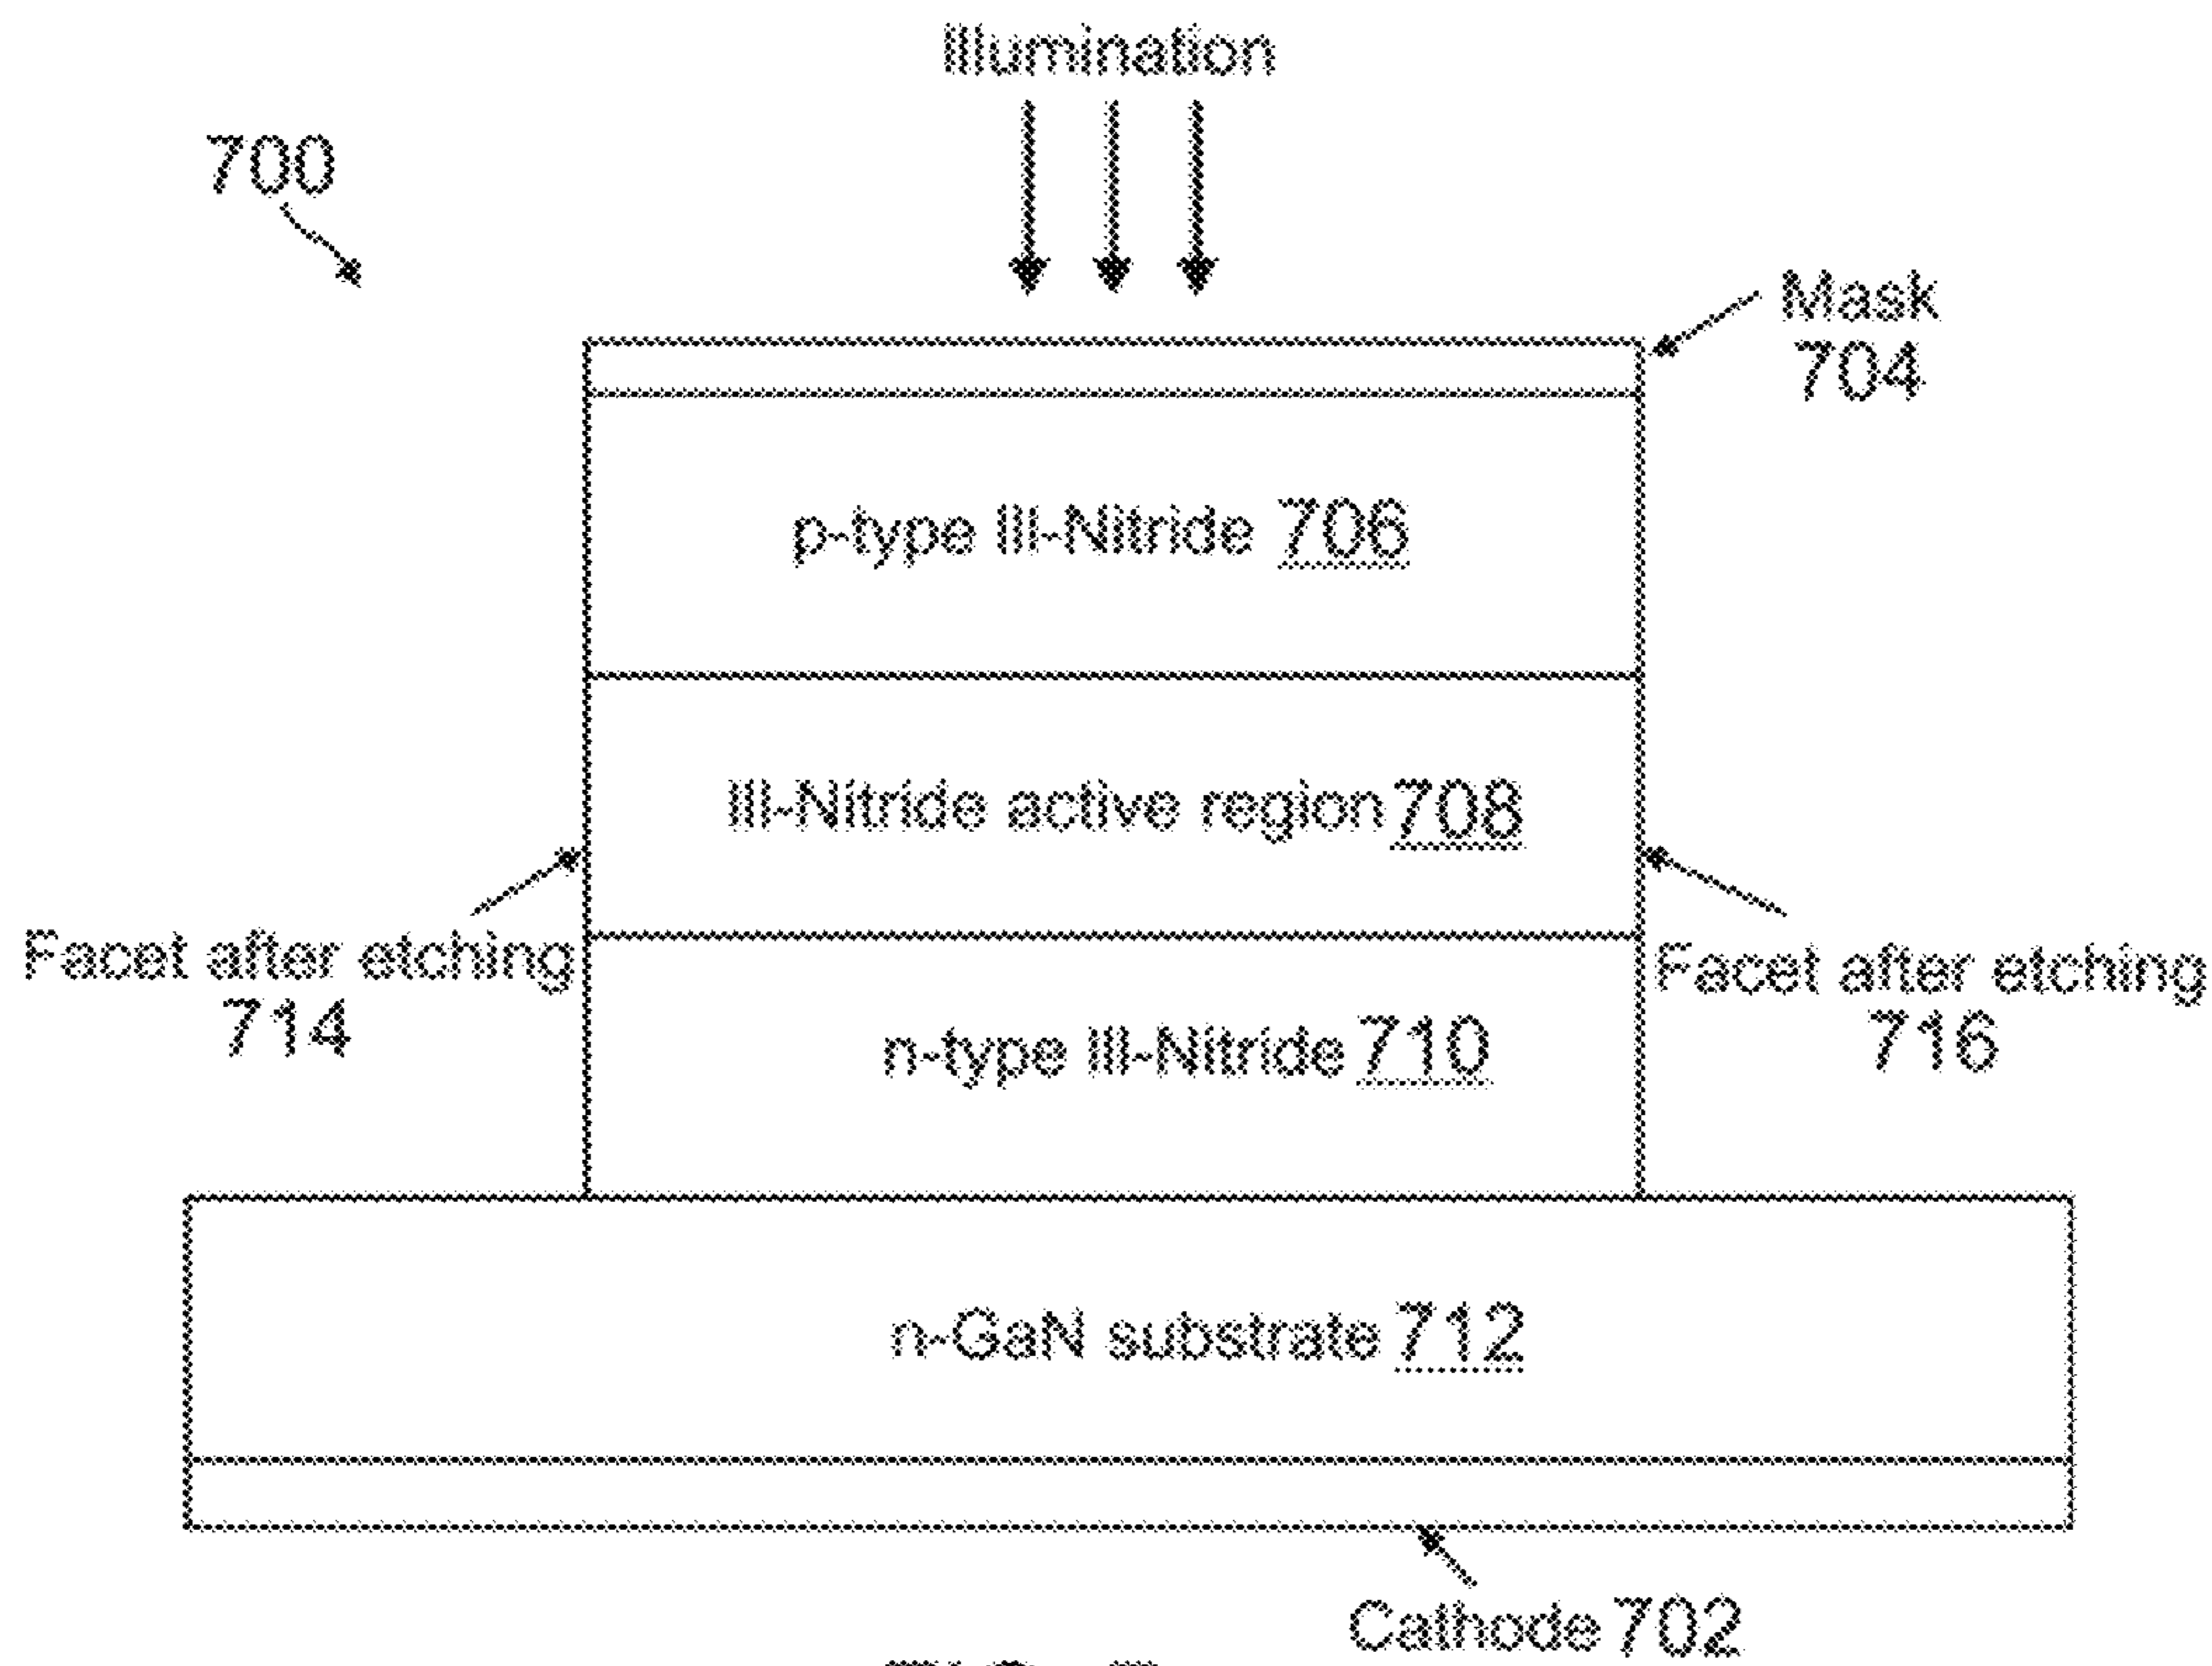 Illumination
700
Mask
704
p-type III-Nitride 706
III-Nitride active region 708
Facet after etching
714
Facet after etching
716
n-type III-Nitride 710
n-GaN substrate 712
Cathode 702